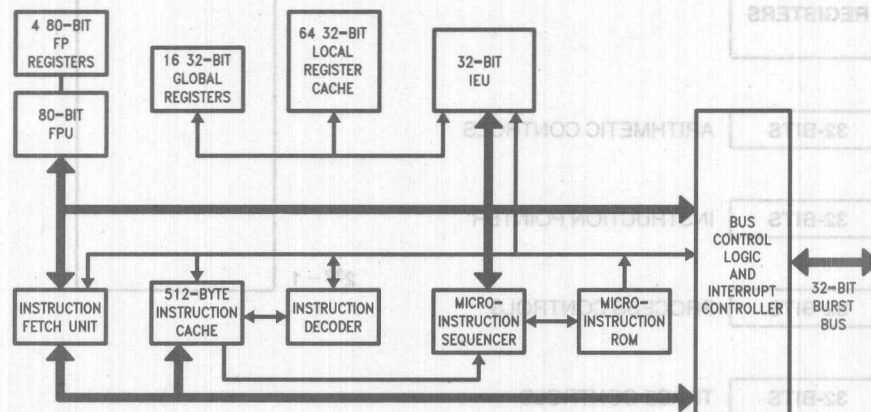 4 80-BIT
FP
REGISTERS
80-BIT
FPU
16 32-BIT
GLOBAL
REGISTERS
64 32-BIT
LOCAL
REGISTER
CACHE
32-BIT
IEU
INSTRUCTION
FETCH UNIT
512-BYTE
INSTRUCTION
CACHE
INSTRUCTION
DECODER
MICRO-
INSTRUCTION
SEQUENCER
MICRO-
INSTRUCTION
ROM
BUS
CONTROL
LOGIC
AND
INTERRUPT
CONTROLLER
32-BIT
BURST
BUS